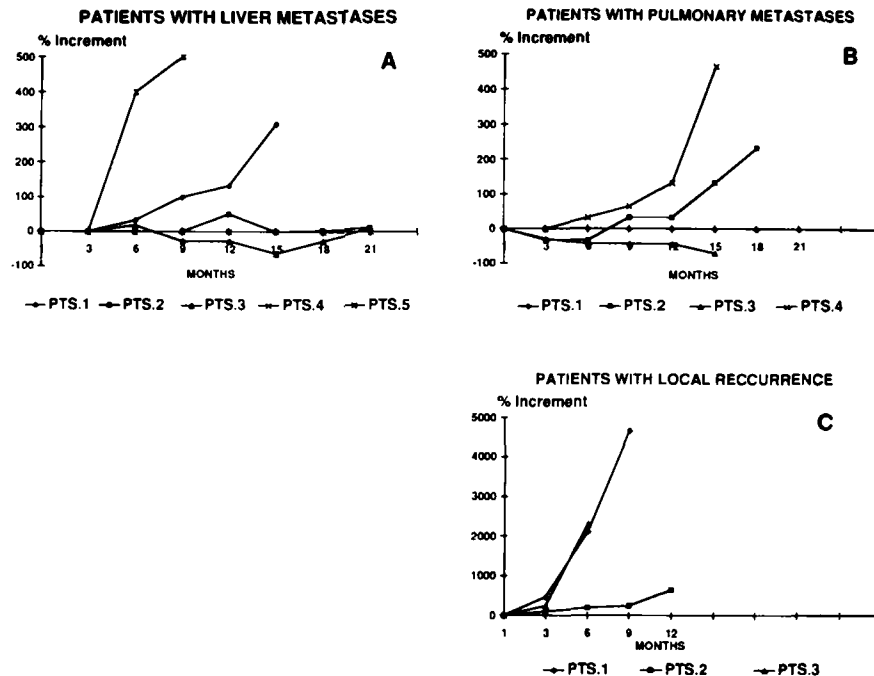 PATIENTS WITH LIVER METASTASES
% Increment
A
500
400
300
200
100
0
-100
3
6
9
12
15
18
21
MONTHS
PTS.1 PTS.2 PTS.3 PTS.4 PTS.5
PATIENTS WITH PULMONARY METASTASES
% Increment
B
500
400
300
200
100
0
-100
3
6
9
12
15
18
21
MONTHS
PTS.1 PTS.2 PTS.3 PTS.4
PATIENTS WITH LOCAL RECCURRENCE
% Increment
C
5000
4000
3000
2000
1000
0
1 3 6 9 12
MONTHS
PTS.1 PTS.2 PTS.3